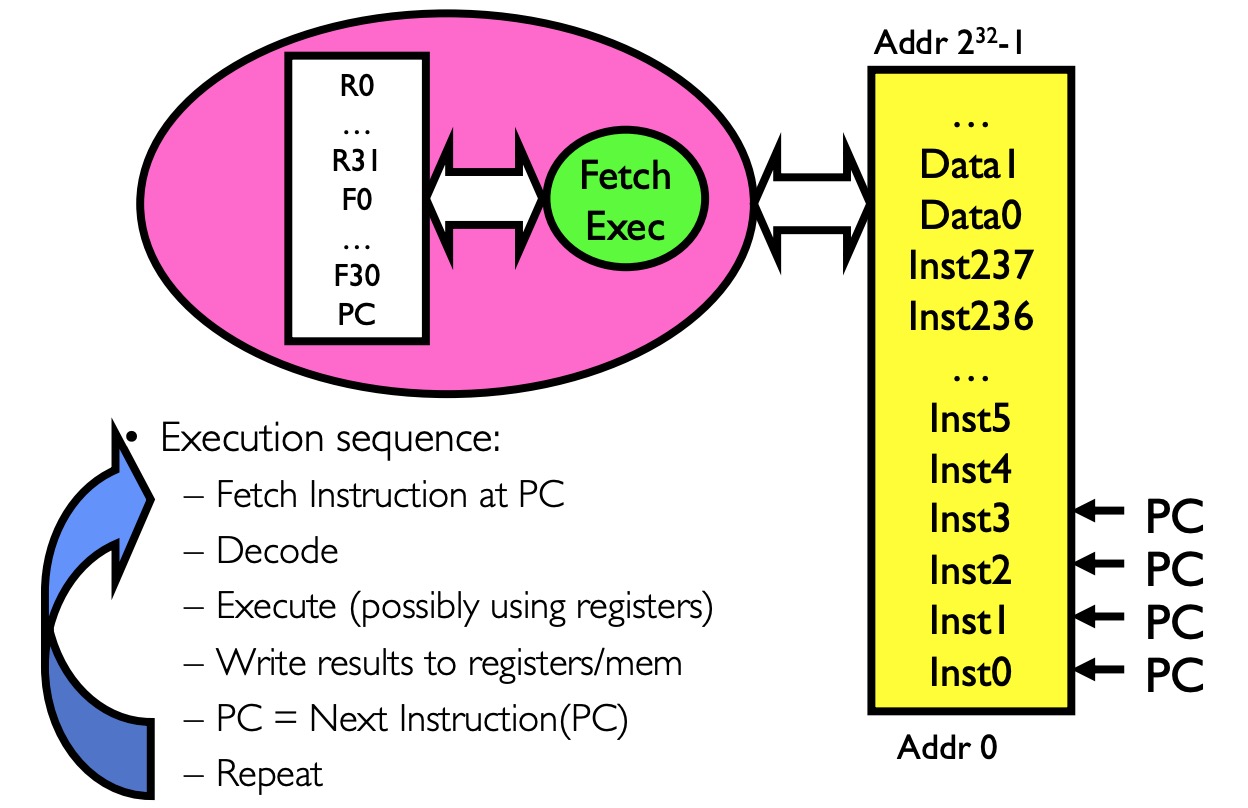 R0
…
R31
F0
…
F30
PC
Fetch
Exec
Addr 2³²-1
…
Data1
Data0
Inst237
Inst236
…
Inst5
Inst4
Inst3
Inst2
Inst1
Inst0
PC
PC
PC
PC
Addr 0
• Execution sequence:
– Fetch Instruction at PC
– Decode
– Execute (possibly using registers)
– Write results to registers/mem
– PC = Next Instruction(PC)
– Repeat